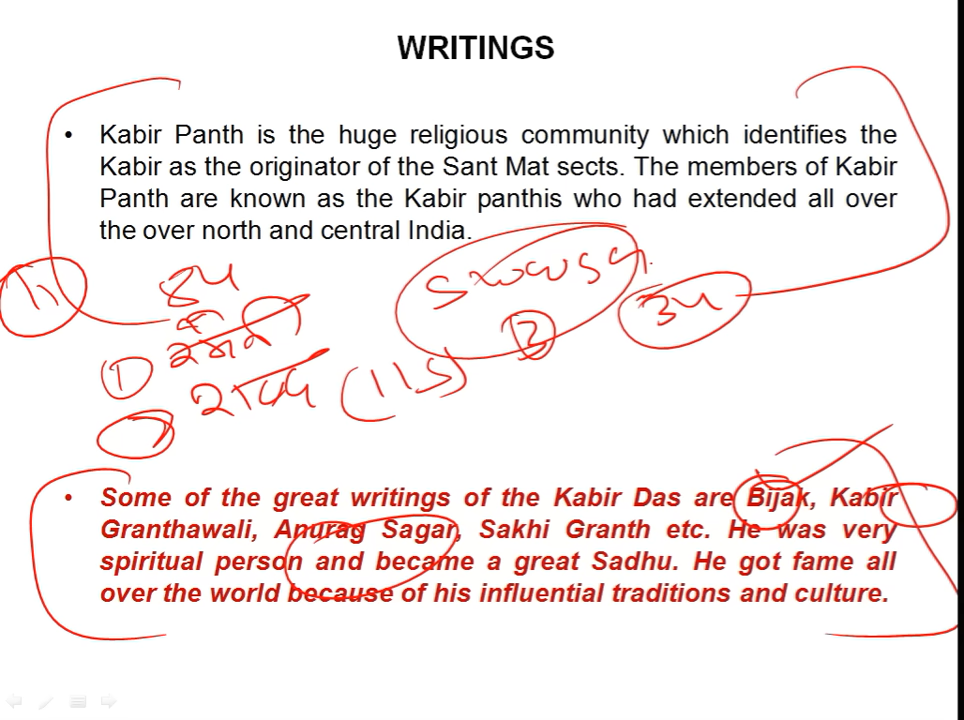 WRITINGS
• Kabir Panth is the huge religious community which identifies the
Kabir as the originator of the Sant Mat sects. The members of Kabir
Panth are known as the Kabir panthis who had extended all over
the over north and central India.
• Some of the great writings of the Kabir Das are Bijak, Kabir
Granthawali, Anurag Sagar, Sakhi Granth etc. He was very
spiritual person and became a great Sadhu. He got fame all
over the world because of his influential traditions and culture.